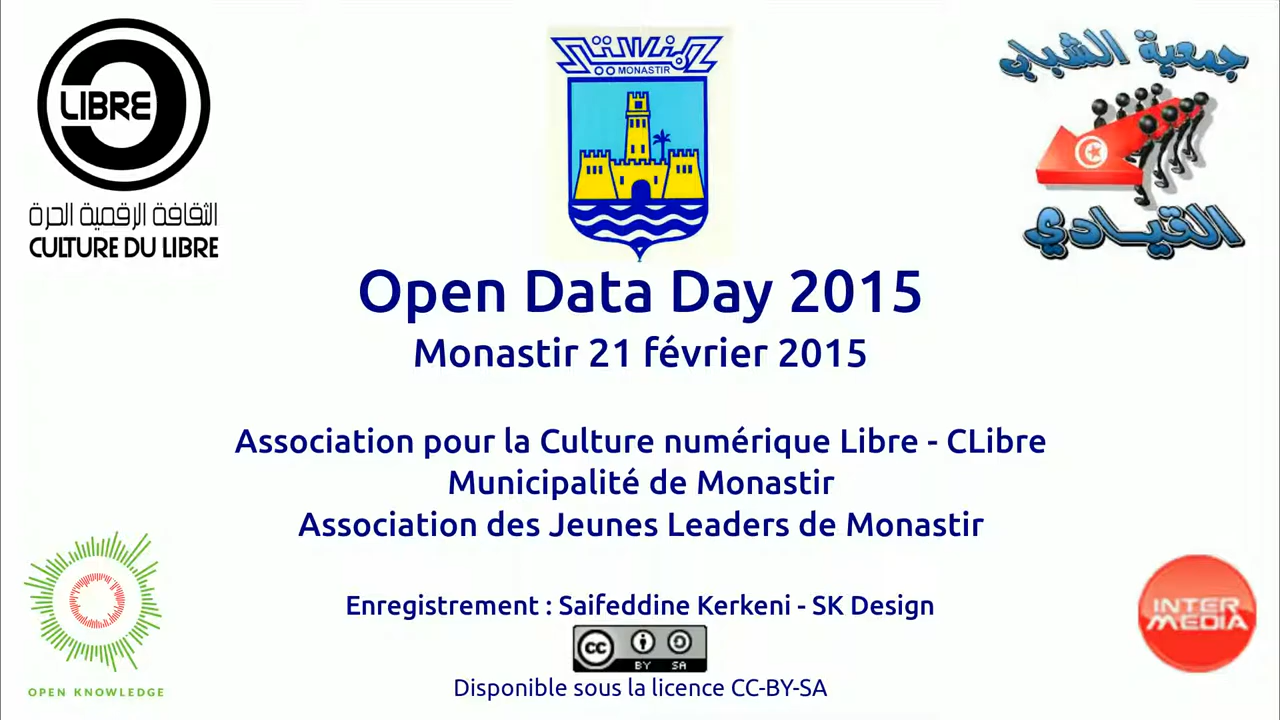 LIBRE
الثقافة الرقمية الحرة
CULTURE DU LIBRE
MONASTIR
جمعية الشباب
القيادي
Open Data Day 2015
Monastir 21 février 2015
Association pour la Culture numérique Libre - CLibre
Municipalité de Monastir
Association des Jeunes Leaders de Monastir
Enregistrement : Saifeddine Kerkeni - SK Design
cc BY SA
Disponible sous la licence CC-BY-SA
OPEN KNOWLEDGE
INTER
MEDIA